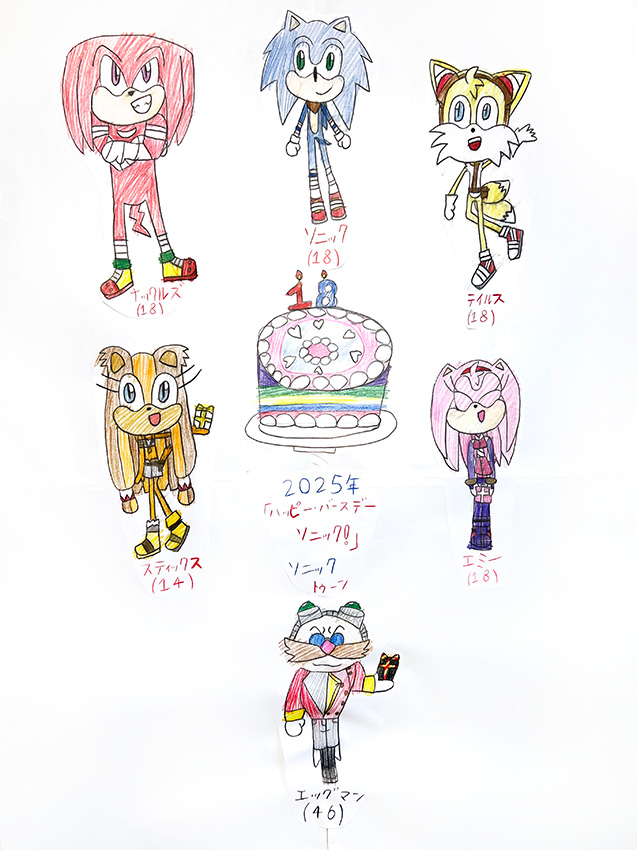 ナックルズ
(18)
ソニック
(18)
テイルス
(18)
18
スティックス
(14)
2025年
「ハッピー・バースデー
ソニック!」
ソニック
トゥーン
エミー
(18)
エッグマン
(46)